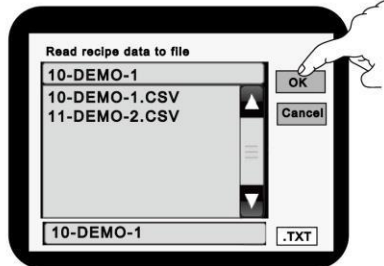 Read recipe data to file
10-DEMO-1
OK
10-DEMO-1.CSV
11-DEMO-2.CSV
Cancel
10-DEMO-1
.TXT